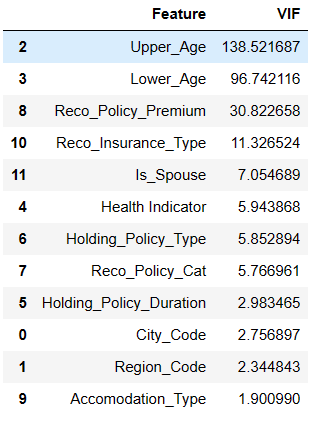 Feature VIF
2 Upper_Age 138.521687
3 Lower_Age 96.742116
8 Reco_Policy_Premium 30.822658
10 Reco_Insurance_Type 11.326524
11 Is_Spouse 7.054689
4 Health Indicator 5.943868
6 Holding_Policy_Type 5.852894
7 Reco_Policy_Cat 5.766961
5 Holding_Policy_Duration 2.983465
0 City_Code 2.756897
1 Region_Code 2.344843
9 Accomodation_Type 1.900990